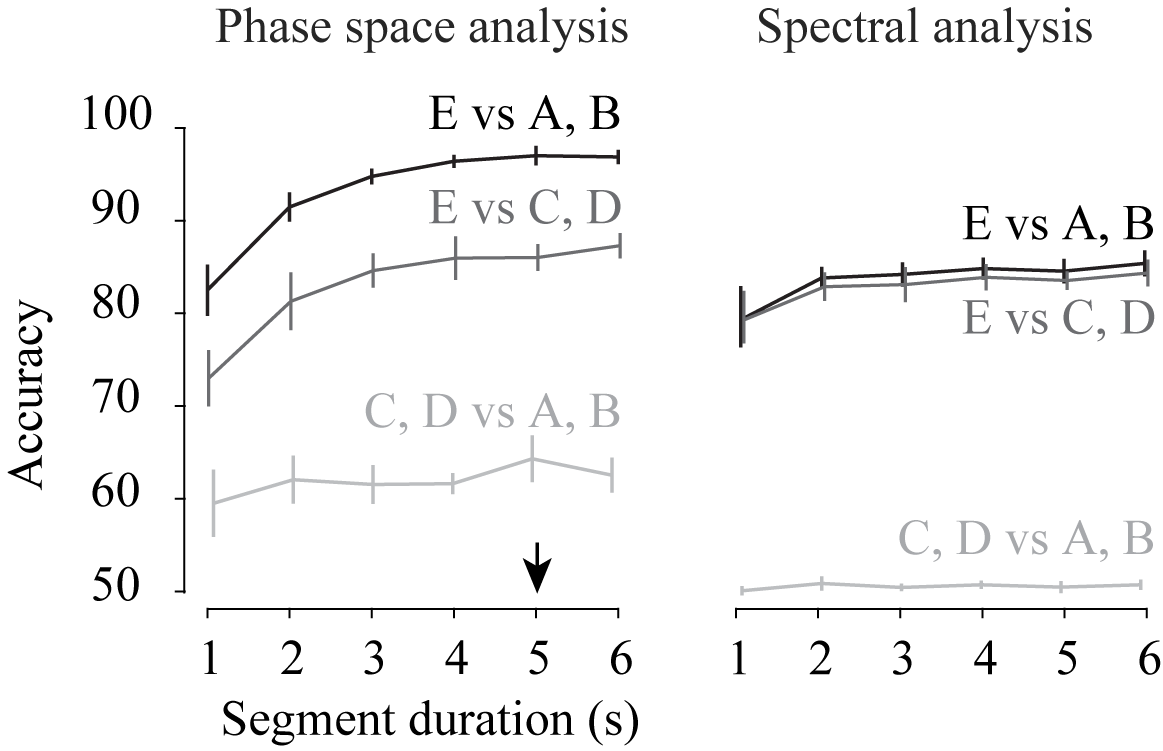 Phase space analysis
Spectral analysis
Accuracy
100
90
80
70
60
50
E vs A, B
E vs C, D
C, D vs A, B
1 2 3 4 5 6
Segment duration (s)
E vs A, B
E vs C, D
C, D vs A, B
1 2 3 4 5 6